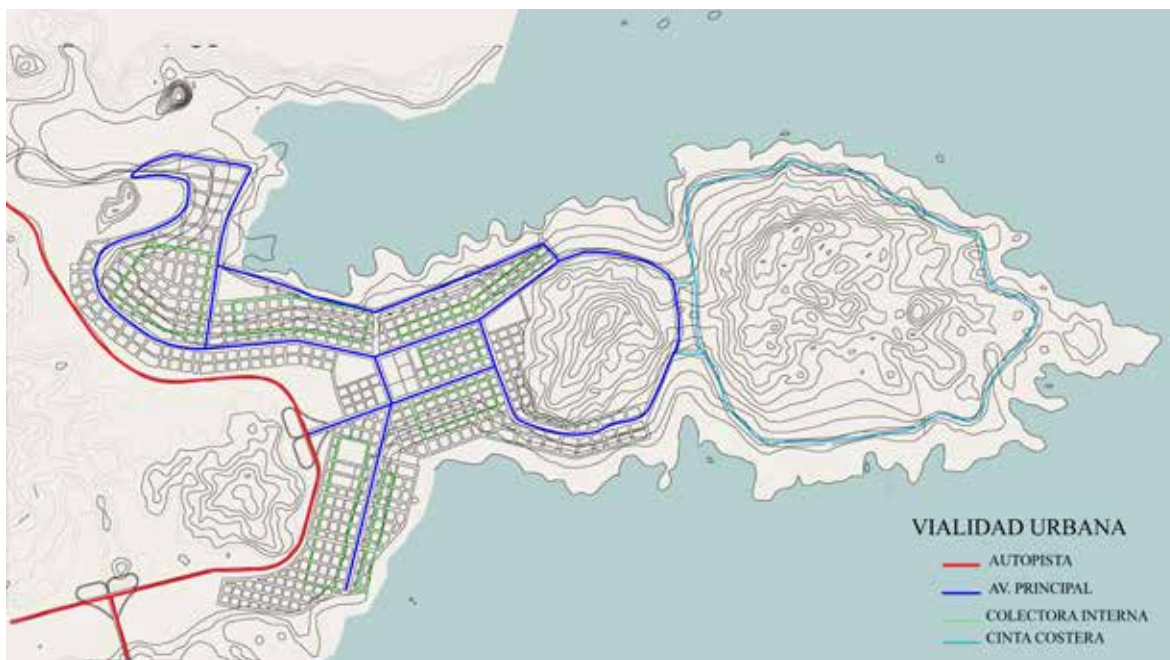 VIALIDAD URBANA
AUTOPISTA
AV. PRINCIPAL
COLECTORA INTERNA
CINTA COSTERA